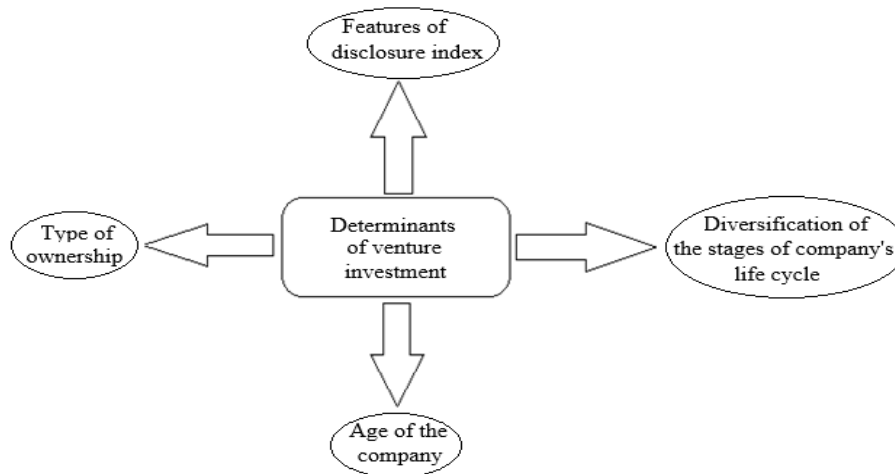 Features of
disclosure index
Type of
ownership
Determinants
of venture
investment
Diversification of
the stages of company's
life cycle
Age of the
company